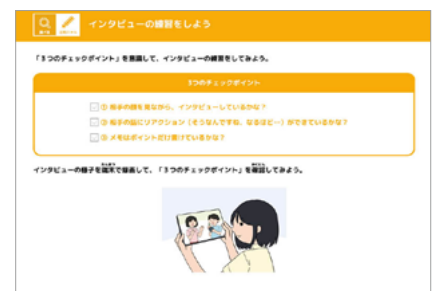 インタビューの練習をしよう
「3つのチェックポイント」を意識して、インタビューの練習をしてみよう。
3つのチェックポイント
① 相手の顔を見ながら、インタビューしているかな?
② 相手の話にリアクション(そうなんですね、なるほど…)ができているかな?
③ メモはポイントだけ書けているかな?
インタビューの様子を端末で録画して、「3つのチェックポイント」を確認してみよう。